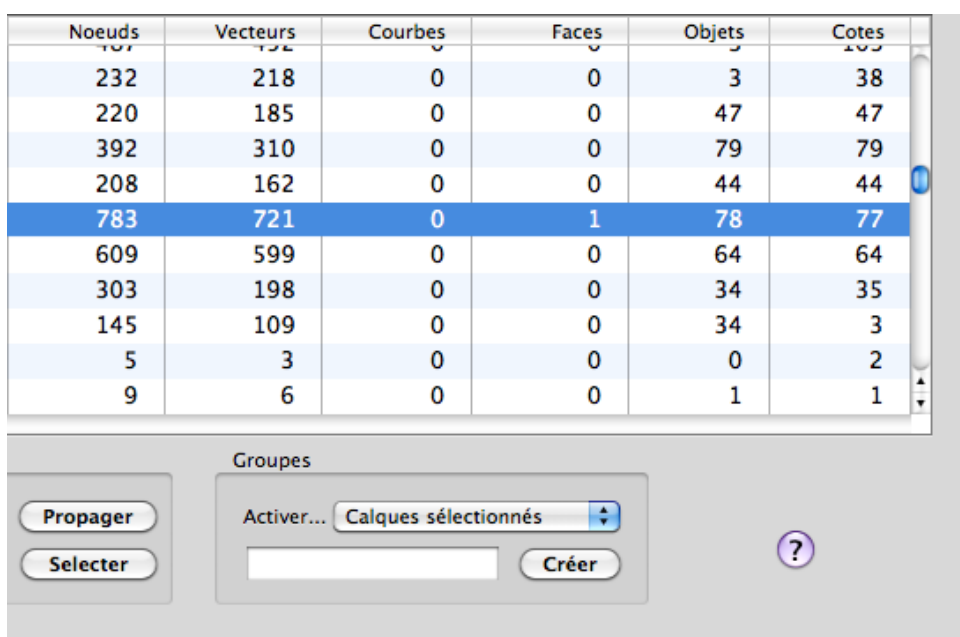 Noeuds Vecteurs Courbes Faces Objets Cotes
232 218 0 0 3 38
220 185 0 0 47 47
392 310 0 0 79 79
208 162 0 0 44 44
783 721 0 1 78 77
609 599 0 0 64 64
303 198 0 0 34 35
145 109 0 0 34 3
5 3 0 0 0 2
9 6 0 0 1 1
Groupes
Propager Activer... Calques sélectionnés
Selecter Créer ?